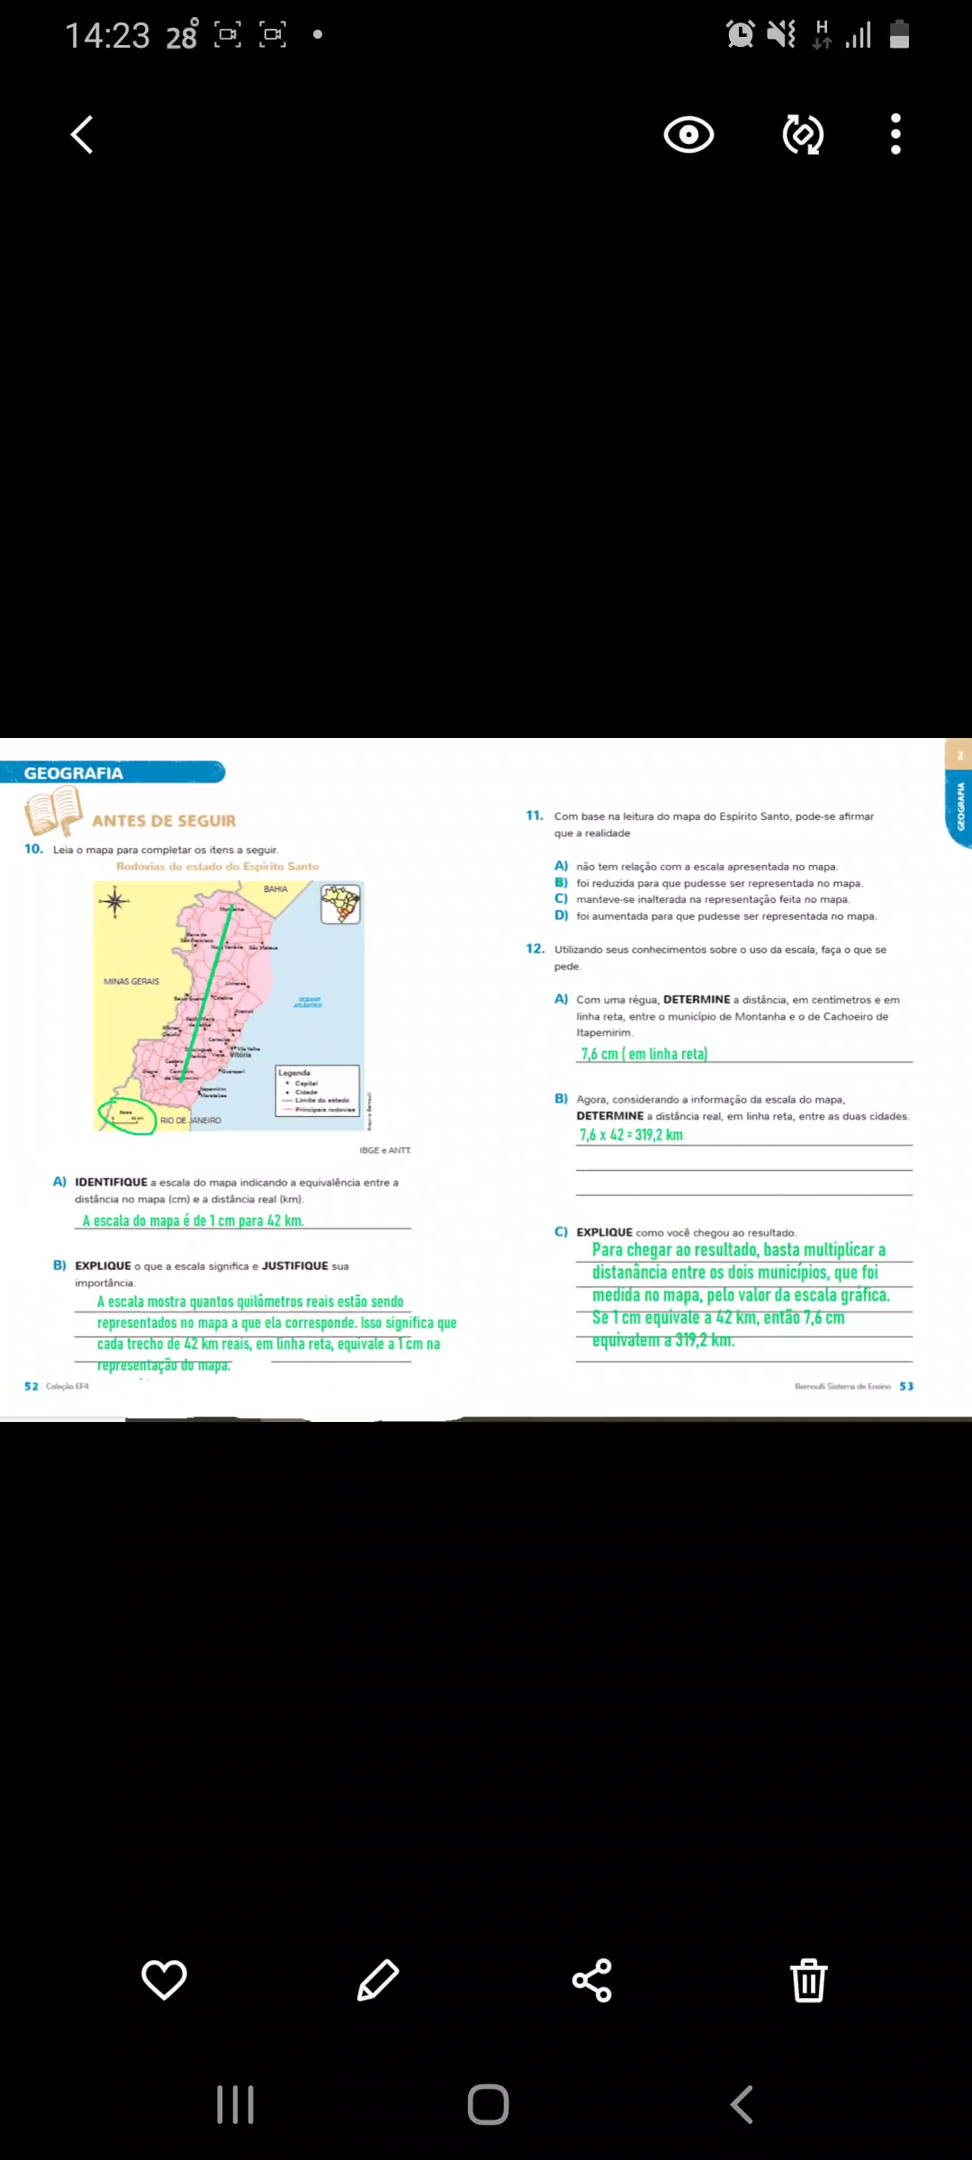 14:23 28°
H
GEOGRAFIA
ANTES DE SEGUIR
10. Leia o mapa para completar os itens a seguir.
Rodovias do estado do Espírito Santo
BAHIA
MINAS GERAIS
OCEANO
ATLÂNTICO
Vitória
Legenda
Capital
Cidade
Limite do estado
Principais rodovias
RIO DE JANEIRO
IBGE e ANTT.
A) IDENTIFIQUE a escala do mapa indicando a equivalência entre a
distância no mapa (cm) e a distância real (km).
A escala do mapa é de 1 cm para 42 km.
B) EXPLIQUE o que a escala significa e JUSTIFIQUE sua
importância.
A escala mostra quantos quilômetros reais estão sendo
representados no mapa a que ela corresponde. Isso significa que
cada trecho de 42 km reais, em linha reta, equivale a 1 cm na
representação do mapa.
52 Coleção EF4
2
GEOGRAFIA
11. Com base na leitura do mapa do Espírito Santo, pode-se afirmar
que a realidade
A) não tem relação com a escala apresentada no mapa.
B) foi reduzida para que pudesse ser representada no mapa.
C) manteve-se inalterada na representação feita no mapa.
D) foi aumentada para que pudesse ser representada no mapa.
12. Utilizando seus conhecimentos sobre o uso da escala, faça o que se
pede.
A) Com uma régua, DETERMINE a distância, em centímetros e em
linha reta, entre o município de Montanha e o de Cachoeiro de
Itapemirim.
7,6 cm ( em linha reta)
B) Agora, considerando a informação da escala do mapa,
DETERMINE a distância real, em linha reta, entre as duas cidades.
7,6 x 42 = 319,2 km
C) EXPLIQUE como você chegou ao resultado.
Para chegar ao resultado, basta multiplicar a
distanância entre os dois municípios, que foi
medida no mapa, pelo valor da escala gráfica.
Se 1 cm equivale a 42 km, então 7,6 cm
equivalem a 319,2 km.
Bernoulli Sistema de Ensino 53